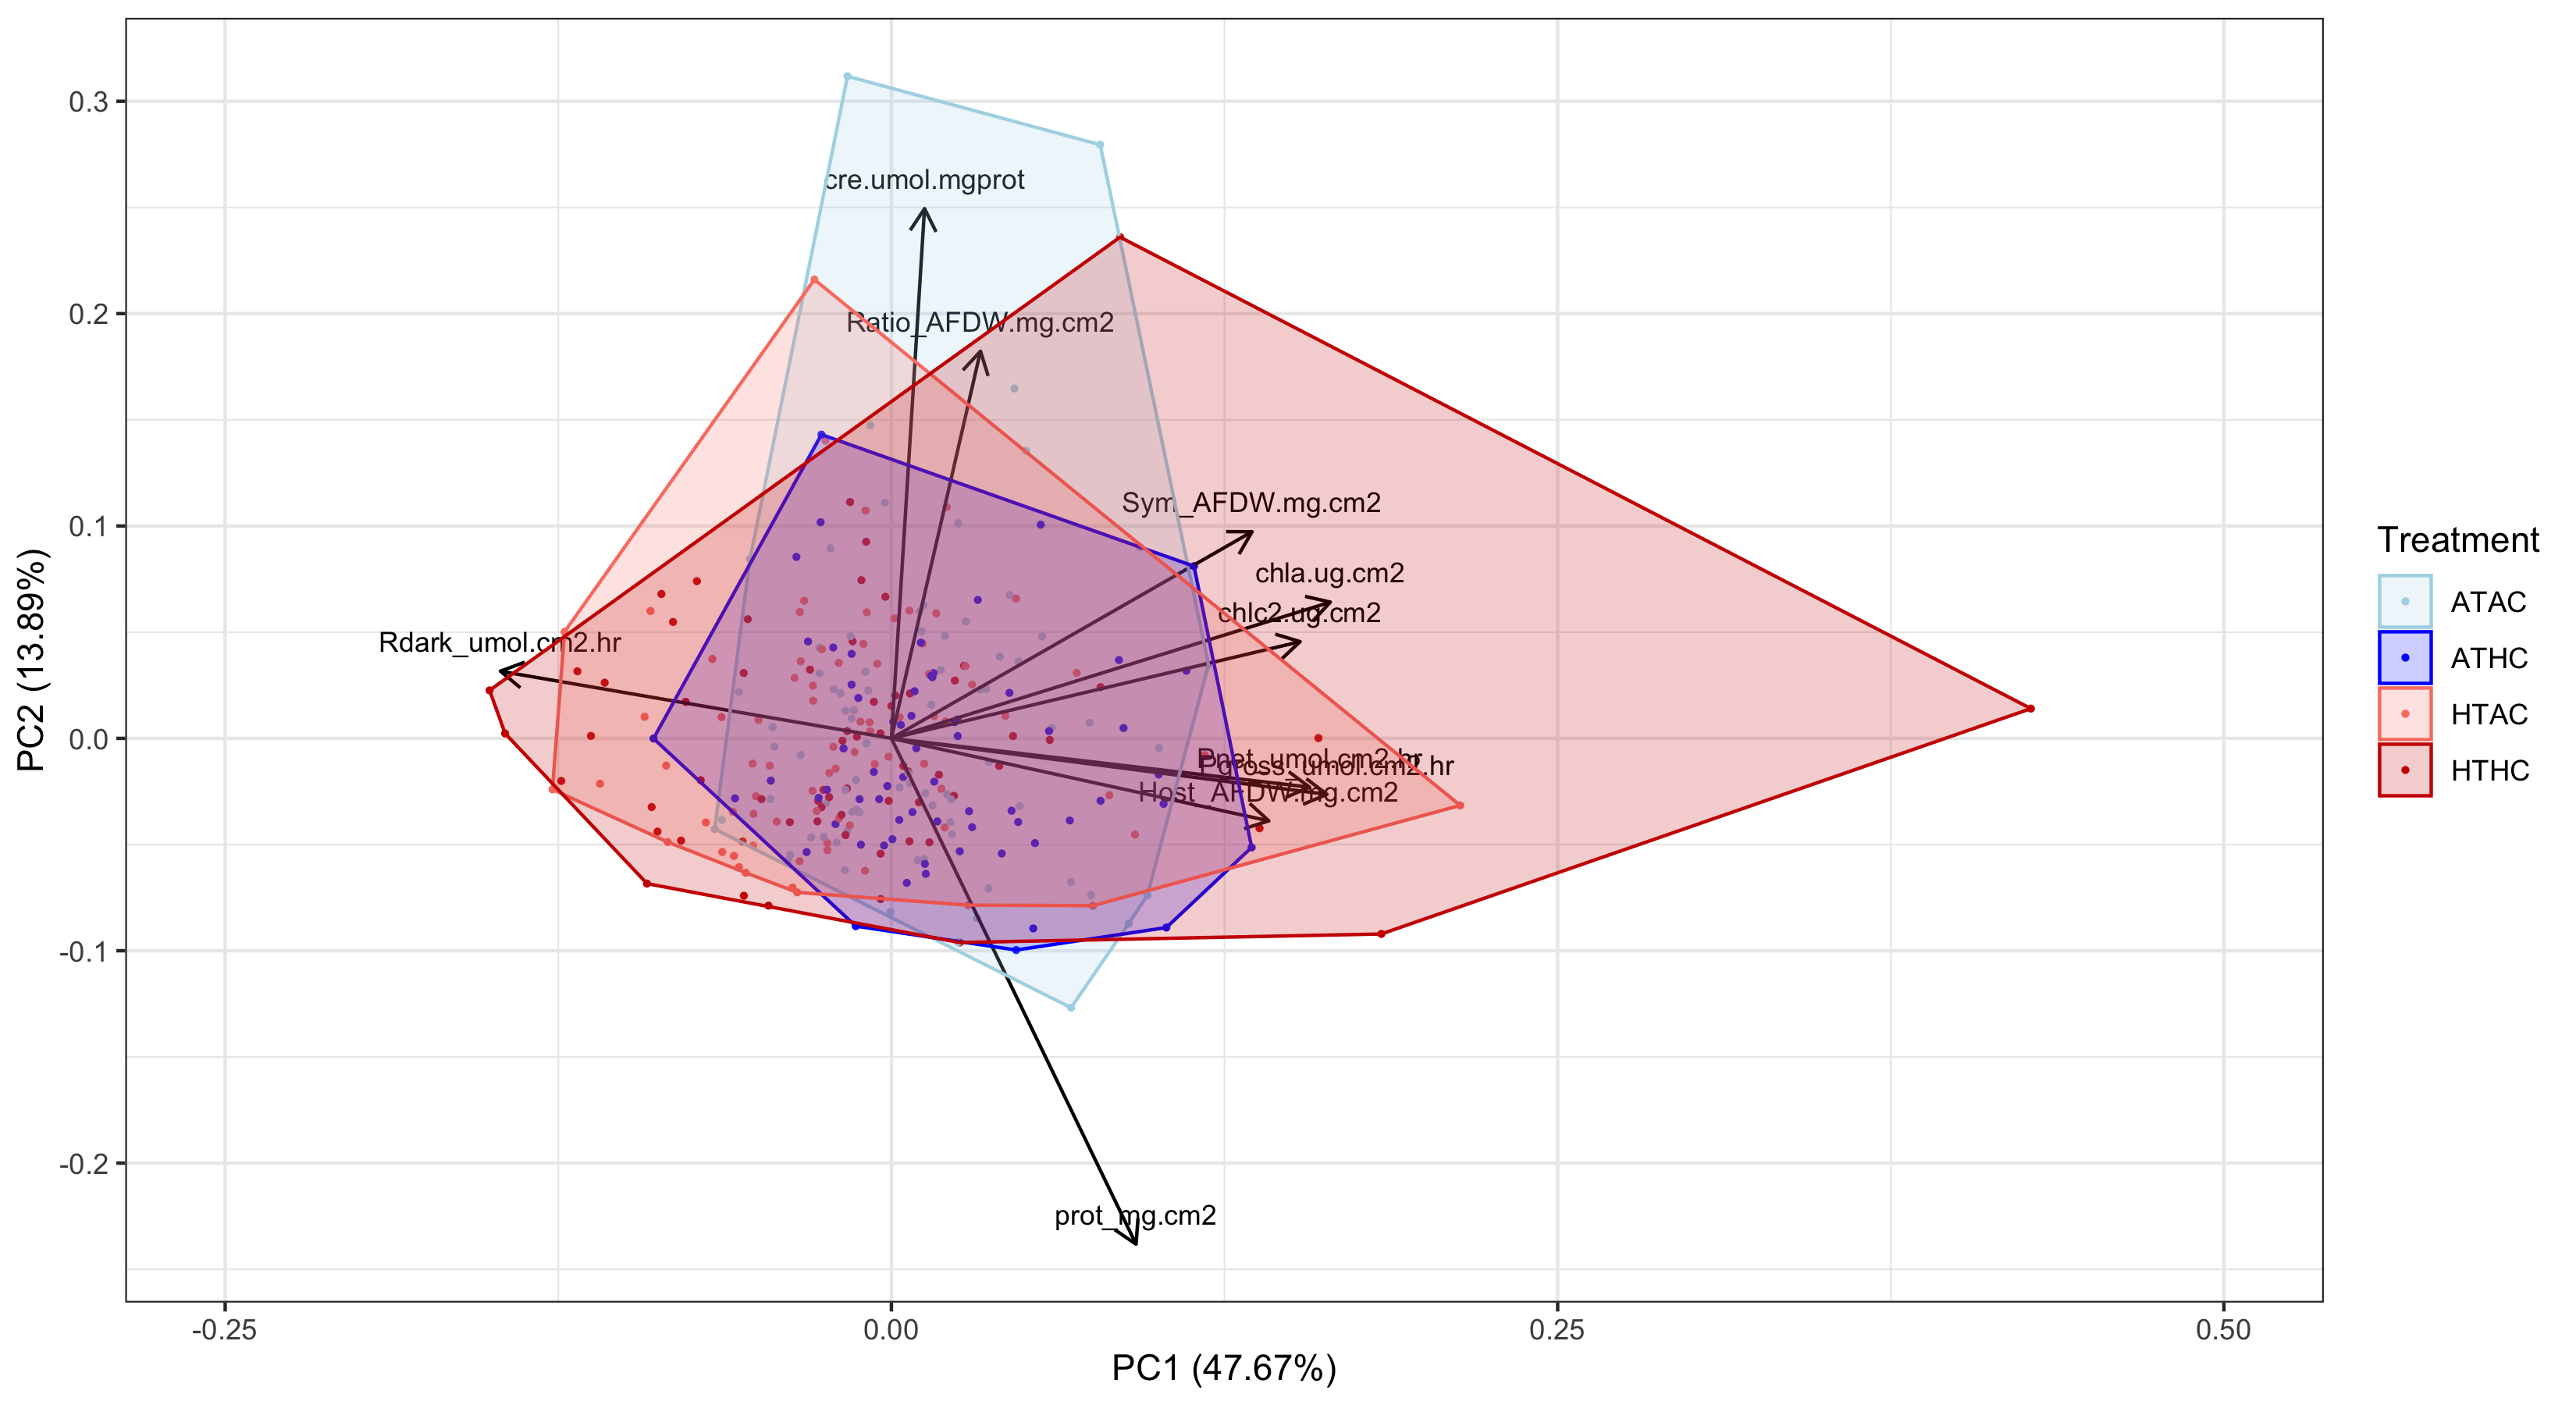 0.3
0.2
0.1
0.0
-0.1
-0.2
PC2 (13.89%)
cre.umol.mgprot
Ratio_AFDW.mg.cm2
Sym_AFDW.mg.cm2
chla.ug.cm2
chlc2.ug.cm2
Rdark_umol.cm2.hr
Pnet_umol.cm2.hr
Pgross_umol.cm2.hr
Host_AFDW.mg.cm2
prot_mg.cm2
-0.25
0.00
0.25
0.50
PC1 (47.67%)
Treatment
ATAC
ATHC
HTAC
HTHC